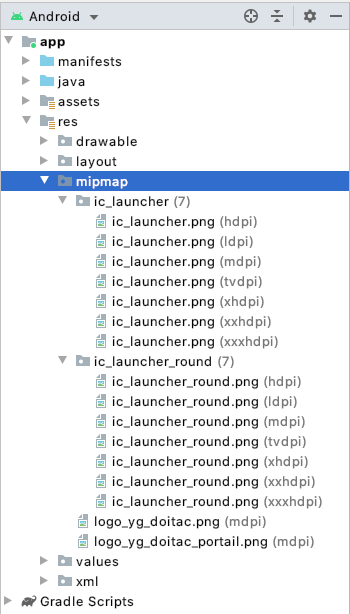 Android
app
manifests
java
assets
res
drawable
layout
mipmap
ic_launcher (7)
ic_launcher.png (hdpi)
ic_launcher.png (ldpi)
ic_launcher.png (mdpi)
ic_launcher.png (tvdpi)
ic_launcher.png (xhdpi)
ic_launcher.png (xxhdpi)
ic_launcher.png (xxxhdpi)
ic_launcher_round (7)
ic_launcher_round.png (hdpi)
ic_launcher_round.png (ldpi)
ic_launcher_round.png (mdpi)
ic_launcher_round.png (tvdpi)
ic_launcher_round.png (xhdpi)
ic_launcher_round.png (xxhdpi)
ic_launcher_round.png (xxxhdpi)
logo_yg_doitac.png (mdpi)
logo_yg_doitac_portail.png (mdpi)
values
xml
Gradle Scripts